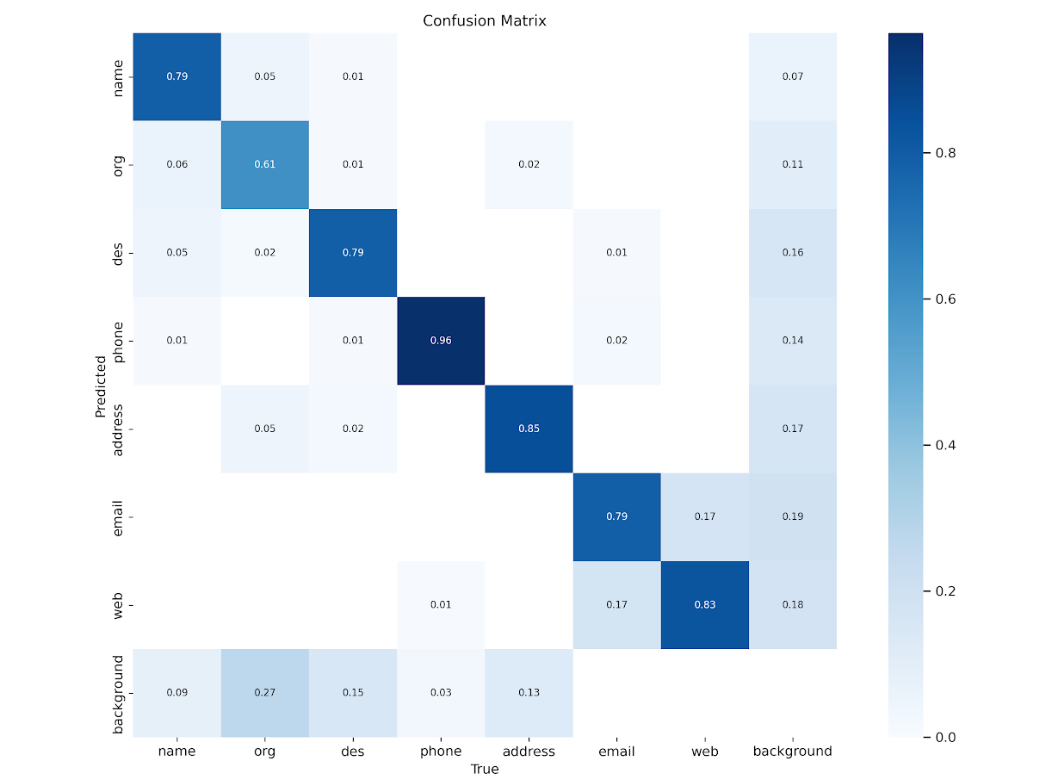 Confusion Matrix
name 0.79 0.05 0.01 0.07
org 0.06 0.61 0.01 0.02 0.11
des 0.05 0.02 0.79 0.01 0.16
phone 0.01 0.01 0.96 0.02 0.14
address 0.05 0.02 0.85 0.17
email 0.79 0.17 0.19
web 0.01 0.17 0.83 0.18
background 0.09 0.27 0.15 0.03 0.13
Predicted
name org des phone address email web background
True
0.8
0.6
0.4
0.2
0.0